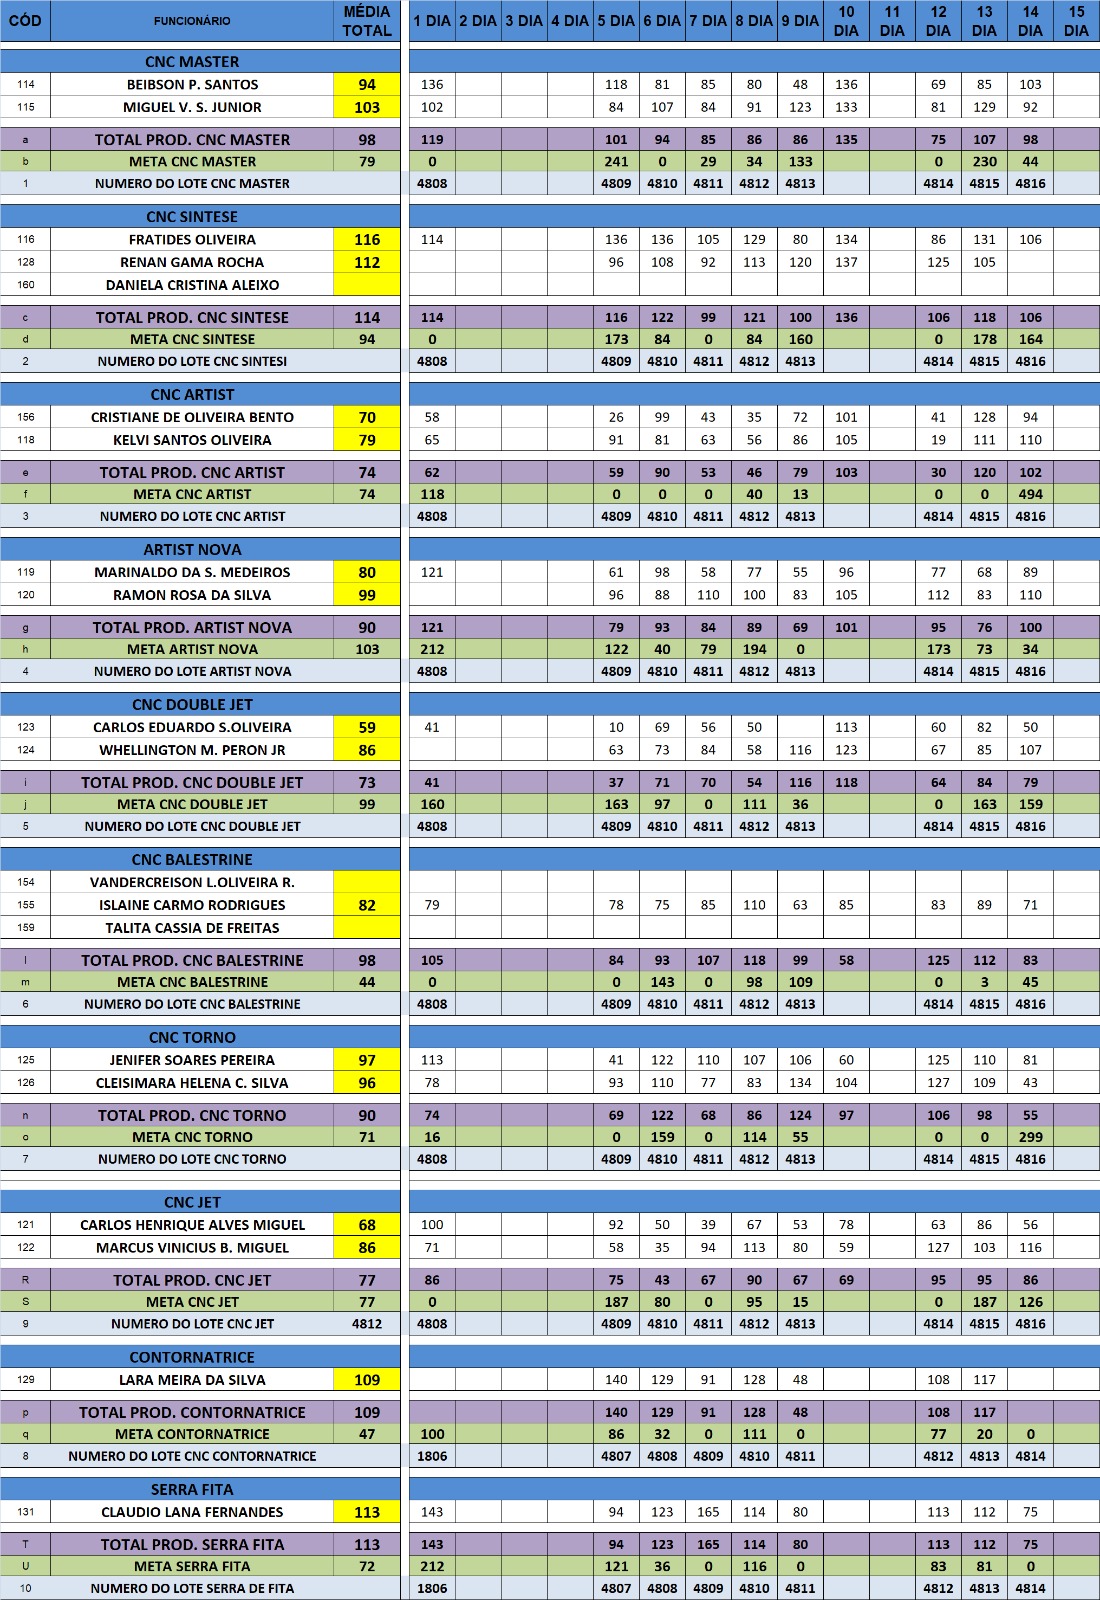 CÓD FUNCIONÁRIO MÉDIA TOTAL 1 DIA 2 DIA 3 DIA 4 DIA 5 DIA 6 DIA 7 DIA 8 DIA 9 DIA 10 DIA 11 DIA 12 DIA 13 DIA 14 DIA 15 DIA
CNC MASTER
114 BEIBSON P. SANTOS 94 136 118 81 85 80 48 136 69 85 103
115 MIGUEL V. S. JUNIOR 103 102 84 107 84 91 123 133 81 129 92
a TOTAL PROD. CNC MASTER 98 119 101 94 85 86 86 135 75 107 98
b META CNC MASTER 79 0 241 0 29 34 133 0 230 44
1 NUMERO DO LOTE CNC MASTER 4808 4809 4810 4811 4812 4813 4814 4815 4816
CNC SINTESE
116 FRATIDES OLIVEIRA 116 114 136 136 105 129 80 134 86 131 106
128 RENAN GAMA ROCHA 112 96 108 92 113 120 137 125 105
160 DANIELA CRISTINA ALEIXO
c TOTAL PROD. CNC SINTESE 114 114 116 122 99 121 100 136 106 118 106
d META CNC SINTESE 94 0 173 84 0 84 160 0 178 164
2 NUMERO DO LOTE CNC SINTESI 4808 4809 4810 4811 4812 4813 4814 4815 4816
CNC ARTIST
156 CRISTIANE DE OLIVEIRA BENTO 70 58 26 99 43 35 72 101 41 128 94
118 KELVI SANTOS OLIVEIRA 79 65 91 81 63 56 86 105 19 111 110
e TOTAL PROD. CNC ARTIST 74 62 59 90 53 46 79 103 30 120 102
f META CNC ARTIST 74 118 0 0 0 40 13 0 0 494
3 NUMERO DO LOTE CNC ARTIST 4808 4809 4810 4811 4812 4813 4814 4815 4816
ARTIST NOVA
119 MARINALDO DA S. MEDEIROS 80 121 61 98 58 77 55 96 77 68 89
120 RAMON ROSA DA SILVA 99 96 88 110 100 83 105 112 83 110
g TOTAL PROD. ARTIST NOVA 90 121 79 93 84 89 69 101 95 76 100
h META ARTIST NOVA 103 212 122 40 79 194 0 173 73 34
4 NUMERO DO LOTE ARTIST NOVA 4808 4809 4810 4811 4812 4813 4814 4815 4816
CNC DOUBLE JET
123 CARLOS EDUARDO S.OLIVEIRA 59 41 10 69 56 50 113 60 82 50
124 WHELLINGTON M. PERON JR 86 63 73 84 58 116 123 67 85 107
i TOTAL PROD. CNC DOUBLE JET 73 41 37 71 70 54 116 118 64 84 79
j META CNC DOUBLE JET 99 160 163 97 0 111 36 0 163 159
5 NUMERO DO LOTE CNC DOUBLE JET 4808 4809 4810 4811 4812 4813 4814 4815 4816
CNC BALESTRINE
154 VANDERCREISON L.OLIVEIRA R.
155 ISLAINE CARMO RODRIGUES 82 79 78 75 85 110 63 85 83 89 71
159 TALITA CASSIA DE FREITAS
l TOTAL PROD. CNC BALESTRINE 98 105 84 93 107 118 99 58 125 112 83
m META CNC BALESTRINE 44 0 0 143 0 98 109 0 3 45
6 NUMERO DO LOTE CNC BALESTRINE 4808 4809 4810 4811 4812 4813 4814 4815 4816
CNC TORNO
125 JENIFER SOARES PEREIRA 97 113 41 122 110 107 106 60 125 110 81
126 CLEISIMARA HELENA C. SILVA 96 78 93 110 77 83 134 104 127 109 43
n TOTAL PROD. CNC TORNO 90 74 69 122 68 86 124 97 106 98 55
o META CNC TORNO 71 16 0 159 0 114 55 0 0 299
7 NUMERO DO LOTE CNC TORNO 4808 4809 4810 4811 4812 4813 4814 4815 4816
CNC JET
121 CARLOS HENRIQUE ALVES MIGUEL 68 100 92 50 39 67 53 78 63 86 56
122 MARCUS VINICIUS B. MIGUEL 86 71 58 35 94 113 80 59 127 103 116
R TOTAL PROD. CNC JET 77 86 75 43 67 90 67 69 95 95 86
S META CNC JET 77 0 187 80 0 95 15 0 187 126
9 NUMERO DO LOTE CNC JET 4812 4808 4809 4810 4811 4812 4813 4814 4815 4816
CONTORNATRICE
129 LARA MEIRA DA SILVA 109 140 129 91 128 48 108 117
p TOTAL PROD. CONTORNATRICE 109 140 129 91 128 48 108 117
q META CONTORNATRICE 47 100 86 32 0 111 0 77 20 0
8 NUMERO DO LOTE CNC CONTORNATRICE 1806 4807 4808 4809 4810 4811 4812 4813 4814
SERRA FITA
131 CLAUDIO LANA FERNANDES 113 143 94 123 165 114 80 113 112 75
T TOTAL PROD. SERRA FITA 113 143 94 123 165 114 80 113 112 75
U META SERRA FITA 72 212 121 36 0 116 0 83 81 0
10 NUMERO DO LOTE SERRA DE FITA 1806 4807 4808 4809 4810 4811 4812 4813 4814